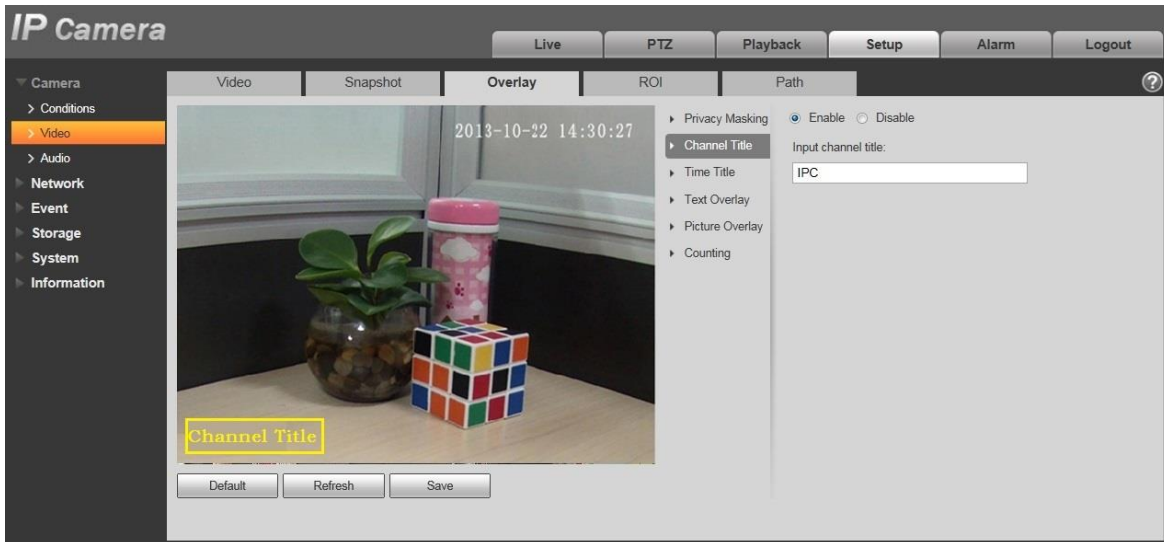 IP Camera
Live PTZ Playback Setup Alarm Logout
Camera
Conditions
Video
Audio
Network
Event
Storage
System
Information
Video Snapshot Overlay ROI Path
?
2013-10-22 14:30:27
Channel Title
Privacy Masking
Channel Title
Time Title
Text Overlay
Picture Overlay
Counting
Enable Disable
Input channel title:
IPC
Default Refresh Save